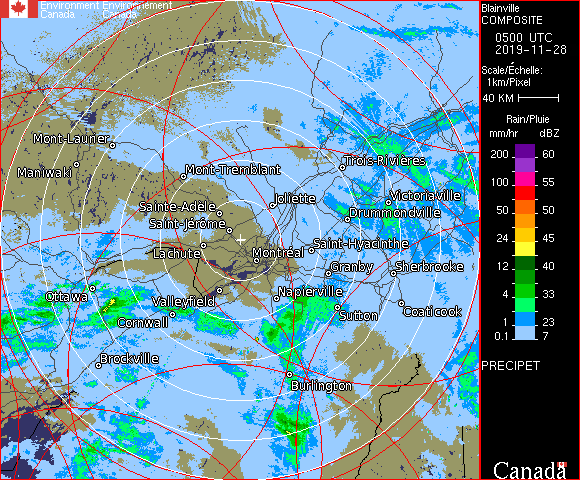 Environment Environnement
Canada Canada
Blainville
COMPOSITE
0500 UTC
2019-11-28
Scale/Échelle:
1km/Pixel
40 KM
Rain/Pluie
mm/hr dBZ
200 60
100 55
50 50
24 45
12 40
4 33
1 23
0.1 7
PRECIPET
Canada
Mont-Laurier
Maniwaki
Mont-Tremblant
Trois-Rivières
Sainte-Adèle
Joliette
Victoriaville
Saint-Jérôme
Drummondville
Lachute
Montréal
Saint-Hyacinthe
Granby
Sherbrooke
Ottawa
Valleyfield
Napierville
Cornwall
Sutton
Coaticook
Brockville
Burlington